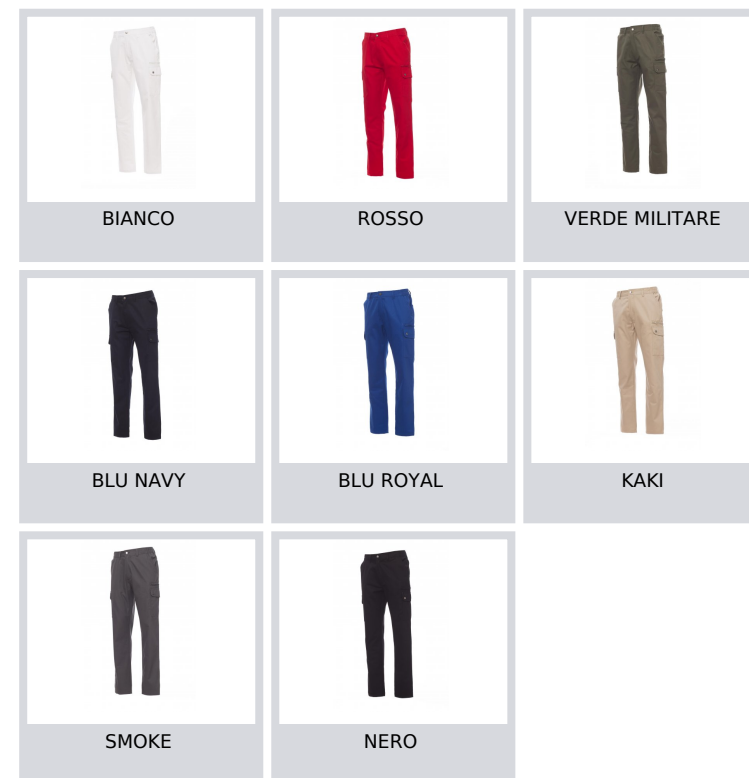 BIANCO
ROSSO
VERDE MILITARE
BLU NAVY
BLU ROYAL
KAKI
SMOKE
NERO